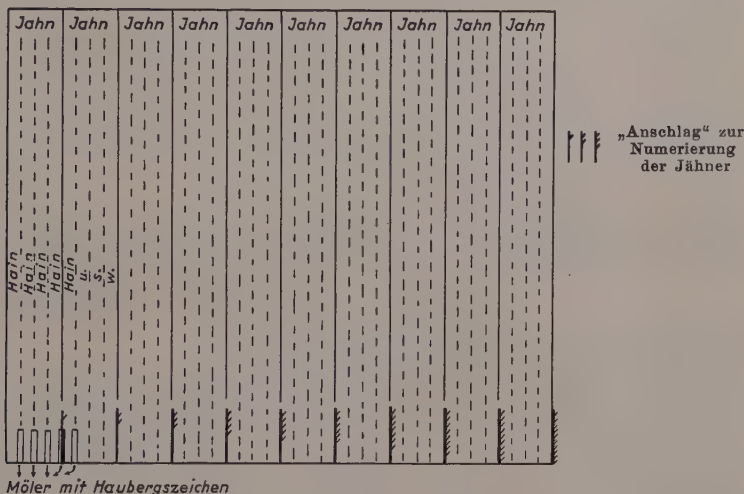 Jahn Jahn Jahn Jahn Jahn Jahn Jahn Jahn Jahn Jahn
„Anschlag“ zur
Numerierung
der Jähner
Hain
Hain
Hain
Hain
Hain
u.
s.
w.
Möler mit Haubergszeichen